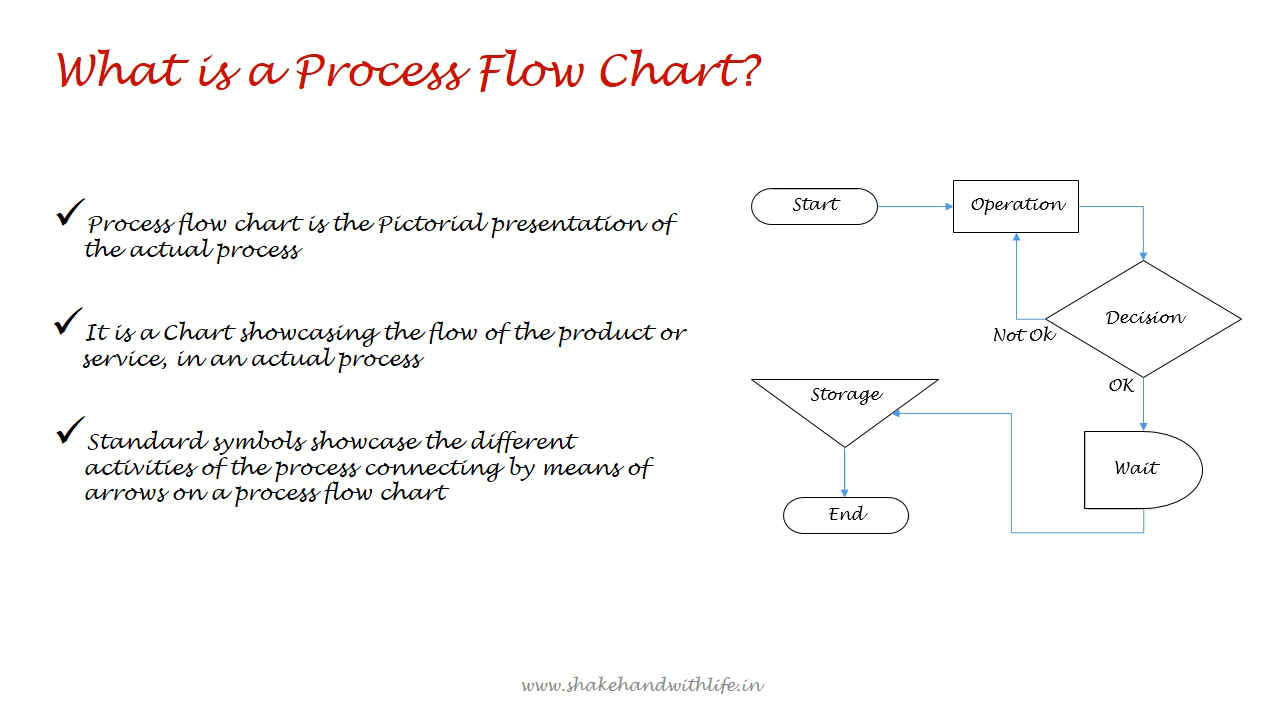 What is a Process Flow Chart?
Process flow chart is the Pictorial presentation of
the actual process
It is a Chart showcasing the flow of the product or
service, in an actual process
Standard symbols showcase the different
activities of the process connecting by means of
arrows on a process flow chart
Start
Operation
Decision
Not Ok
OK
Storage
Wait
End
www.shakehandwithlife.in